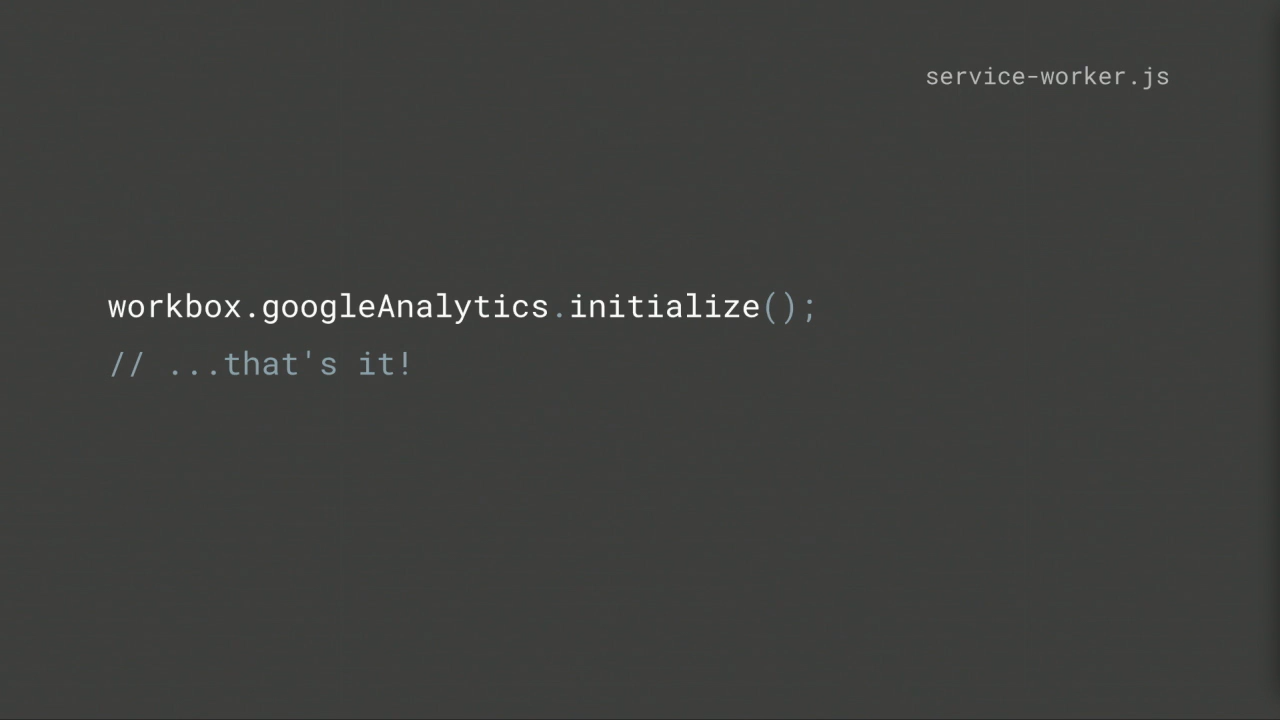 service-worker.js
workbox.googleAnalytics.initialize();
// ...that's it!